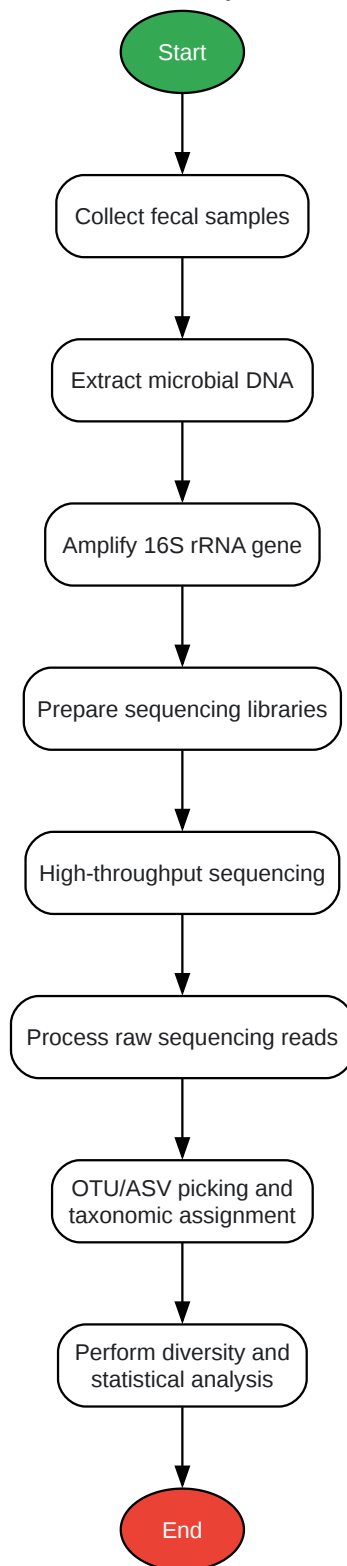 Start
Collect fecal samples
Extract microbial DNA
Amplify 16S rRNA gene
Prepare sequencing libraries
High-throughput sequencing
Process raw sequencing reads
OTU/ASV picking and
taxonomic assignment
Perform diversity and
statistical analysis
End